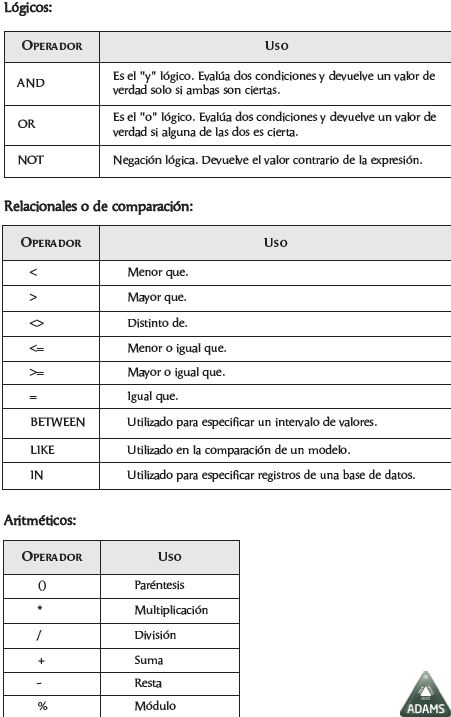 Lógicos:
OPERADOR USO
AND Es el "y" lógico. Evalúa dos condiciones y devuelve un valor de
verdad solo si ambas son ciertas.
OR Es el "o" lógico. Evalúa dos condiciones y devuelve un valor de
verdad si alguna de las dos es cierta.
NOT Negación lógica. Devuelve el valor contrario de la expresión.
Relacionales o de comparación:
OPERADOR USO
< Menor que.
> Mayor que.
<> Distinto de.
<= Menor o igual que.
>= Mayor o igual que.
= Igual que.
BETWEEN Utilizado para especificar un intervalo de valores.
LIKE Utilizado en la comparación de un modelo.
IN Utilizado para especificar registros de una base de datos.
Aritméticos:
OPERADOR USO
() Paréntesis
* Multiplicación
/ División
+ Suma
- Resta
% Módulo
ADAMS